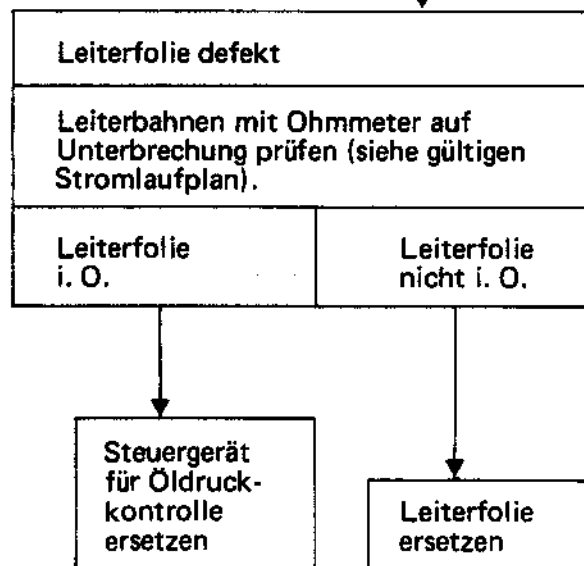 Leiterfolie defekt
Leiterbahnen mit Ohmmeter auf
Unterbrechung prüfen (siehe gültigen
Stromlaufplan).
Leiterfolie
i. O.
Leiterfolie
nicht i. O.
Steuergerät
für Öldruck-
kontrolle
ersetzen
Leiterfolie
ersetzen